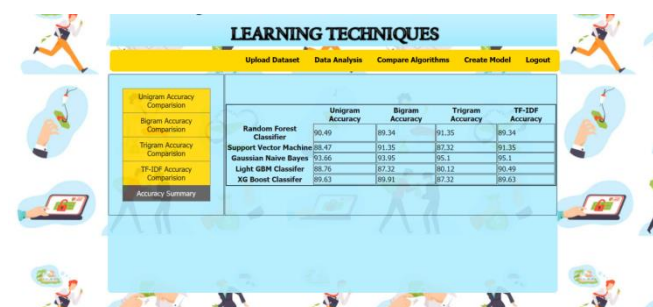 LEARNING TECHNIQUES
Upload Dataset Data Analysis Compare Algorithms Create Model Logout
Unigram Accuracy
Comparision
Bigram Accuracy
Comparision
Trigram Accuracy
Comparision
TF-IDF Accuracy
Comparision
Accuracy Summary
Unigram Accuracy Bigram Accuracy Trigram Accuracy TF-IDF Accuracy
Random Forest Classifier 90.49 89.34 91.35 89.34
Support Vector Machine 88.47 91.35 87.32 91.35
Gaussian Naive Bayes 93.66 93.95 95.1 95.1
Light GBM Classifer 88.76 87.32 80.12 90.49
XG Boost Classifer 89.63 89.91 87.32 89.63